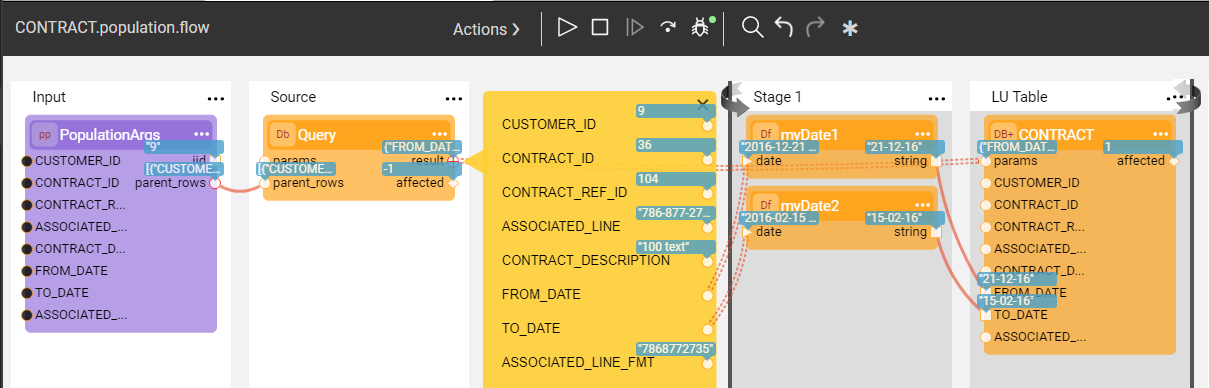 CONTRACT.population.flow
Actions
Input
pp PopulationArgs
"9"
CUSTOMER_ID iid
[{"CUSTOME...
CONTRACT_ID parent_rows
CONTRACT_R...
ASSOCIATED_...
CONTRACT_D...
FROM_DATE
TO_DATE
ASSOCIATED_...
Source
Db Query
{"FROM_DAT...
params result
[{"CUSTOME... -1
parent_rows affected
9
CUSTOMER_ID
36
CONTRACT_ID
104
CONTRACT_REF_ID
"786-877-27...
ASSOCIATED_LINE
"100 text"
CONTRACT_DESCRIPTION
FROM_DATE
TO_DATE
"7868772735"
ASSOCIATED_LINE_FMT
Stage 1
Df myDate1
"2016-12-21 ... "21-12-16"
date string
Df myDate2
"2016-02-15 ... "15-02-16"
date string
LU Table
DB+ CONTRACT
{"FROM_DAT... 1
params affected
CUSTOMER_ID
CONTRACT_ID
CONTRACT_R...
ASSOCIATED_...
CONTRACT_D...
"21-12-16"
FROM_DATE
"15-02-16"
TO_DATE
ASSOCIATED_...